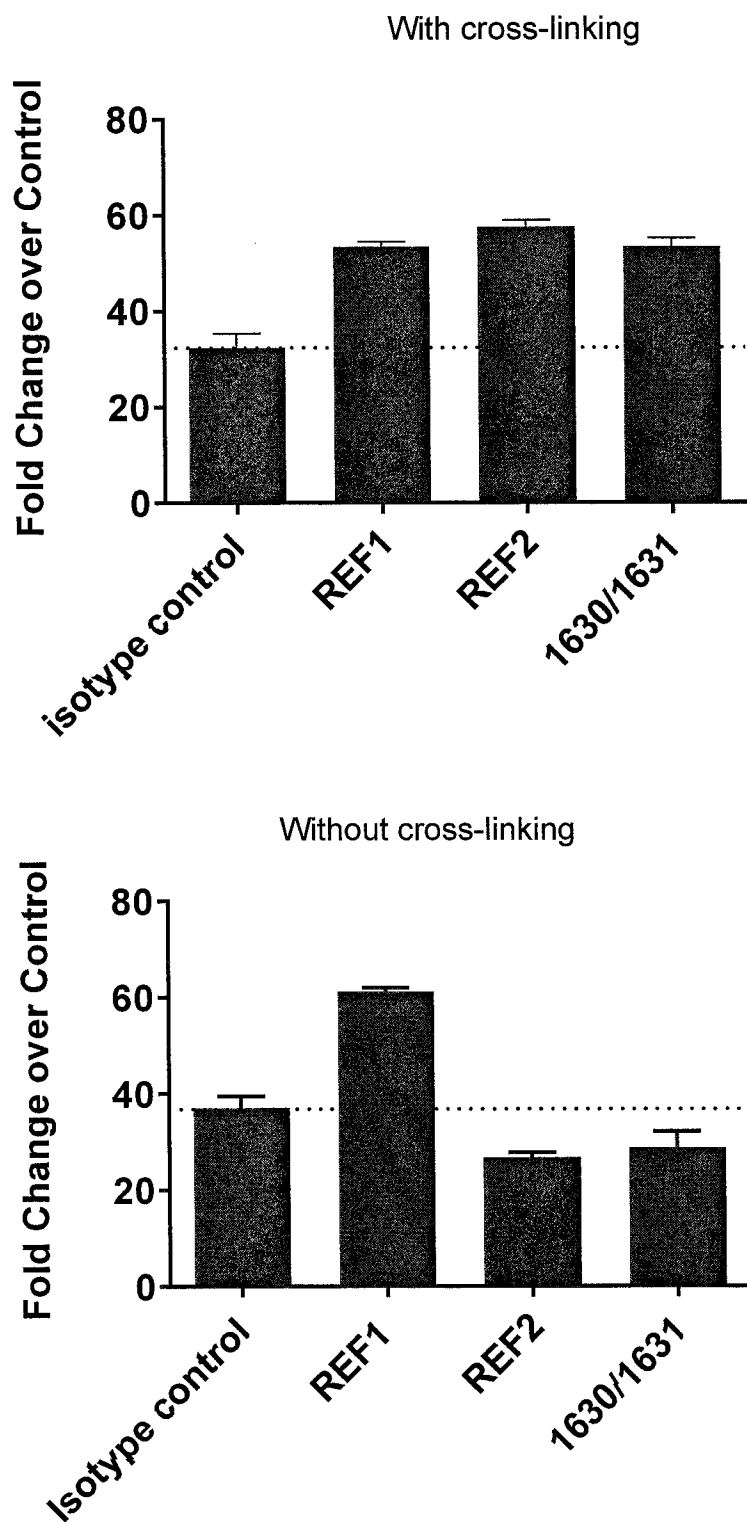 With cross-linking
Fold Change over Control
80
60
40
20
0
isotype control
REF1
REF2
1630/1631
Without cross-linking
Fold Change over Control
80
60
40
20
0
Isotype control
REF1
REF2
1630/1631